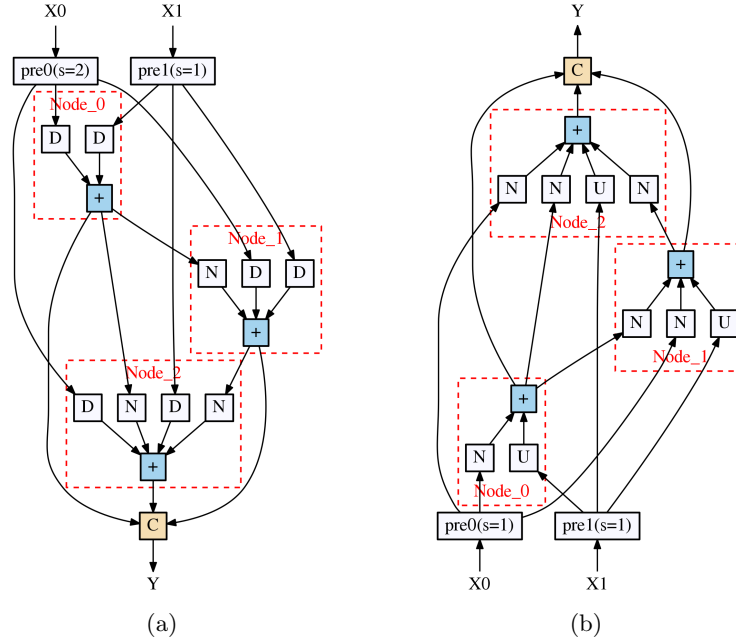 X0 X1
pre0(s=2) pre1(s=1)
Node_0
D D
+
Node_1
N D D
+
Node_2
D N D N
+
C
Y
(a)
Y
C
+
N N U N
Node_2
+
N N U
Node_1
+
N U
Node_0
pre0(s=1) pre1(s=1)
X0 X1
(b)